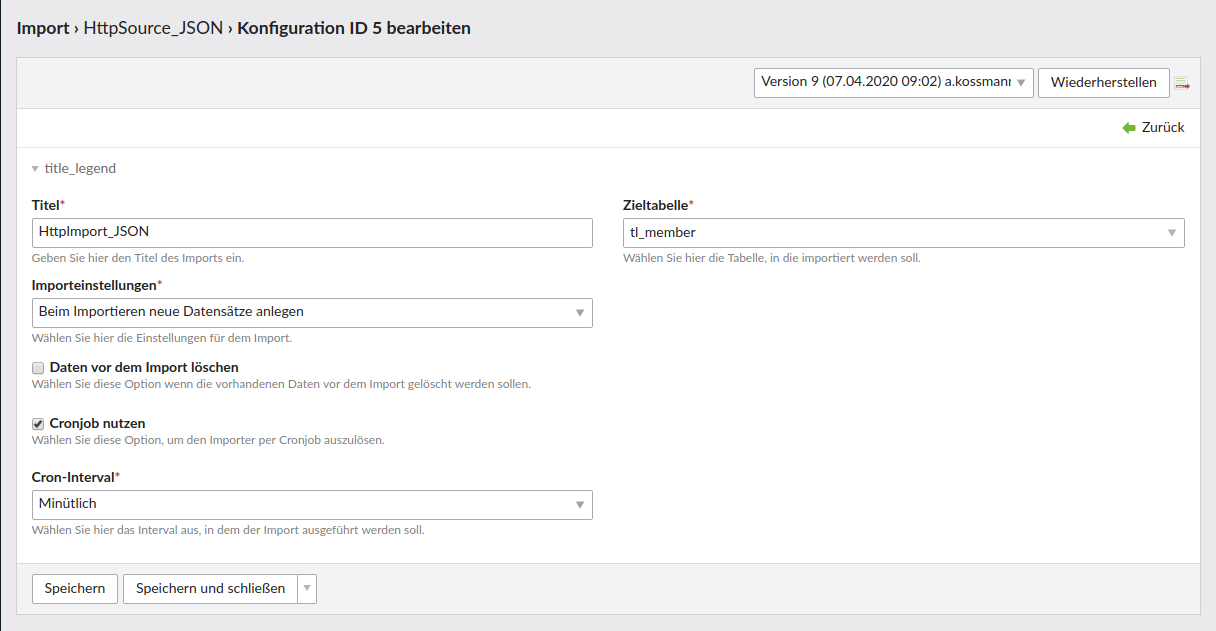 Import › HttpSource_JSON › Konfiguration ID 5 bearbeiten
Version 9 (07.04.2020 09:02) a.kossmann
Wiederherstellen
Zurück
title_legend
Titel*
Zieltabelle*
HttpImport_JSON
tl_member
Geben Sie hier den Titel des Imports ein.
Wählen Sie hier die Tabelle, in die importiert werden soll.
Importeinstellungen*
Beim Importieren neue Datensätze anlegen
Wählen Sie hier die Einstellungen für dem Import.
Daten vor dem Import löschen
Wählen Sie diese Option wenn die vorhandenen Daten vor dem Import gelöscht werden sollen.
Cronjob nutzen
Wählen Sie diese Option, um den Importer per Cronjob auszulösen.
Cron-Interval*
Minütlich
Wählen Sie hier das Interval aus, in dem der Import ausgeführt werden soll.
Speichern
Speichern und schließen